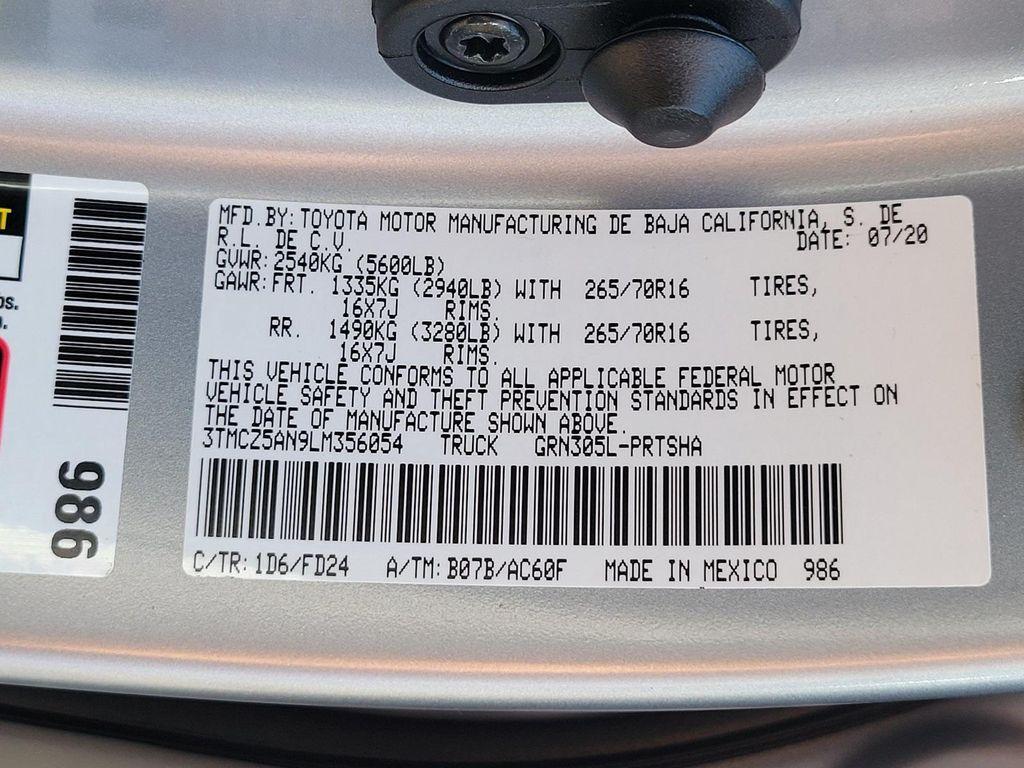 MFD.BY:TOYOTA MOTOR MANUFACTURING DE BAJA CALIFORNIA, S. DE
R.L. DE C.V. DATE: 07/20
GVWR:2540KG (5600LB)
GAWR:FRT. 1335KG (2940LB) WITH 265/70R16 TIRES,
16X7J RIMS.
RR. 1490KG (3280LB) WITH 265/70R16 TIRES,
16X7J RIMS.
THIS VEHICLE CONFORMS TO ALL APPLICABLE FEDERAL MOTOR
VEHICLE SAFETY AND THEFT PREVENTION STANDARDS IN EFFECT ON
THE DATE OF MANUFACTURE SHOWN ABOVE.
3TMCZ5AN9LM356054 TRUCK GRN305L-PRTSHA
C/TR:1D6/FD24 A/TM:B07B/AC60F MADE IN MEXICO 986
986